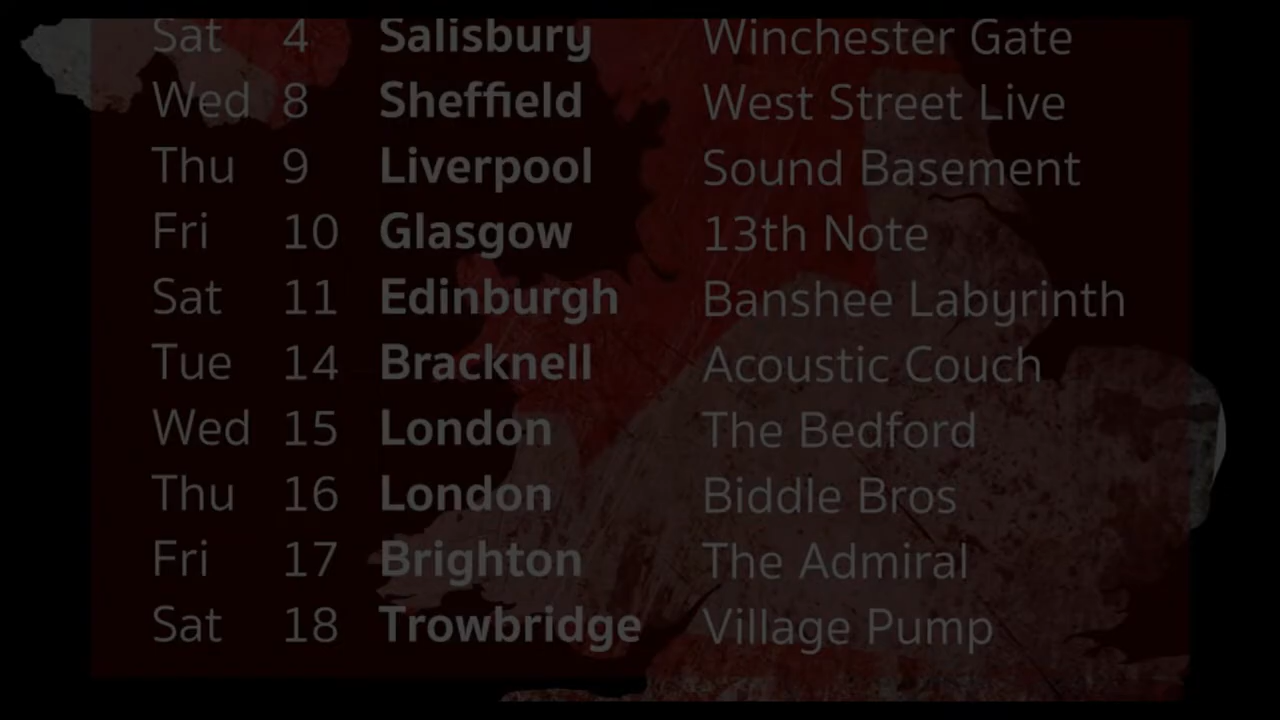 Sat 4 Salisbury Winchester Gate
Wed 8 Sheffield West Street Live
Thu 9 Liverpool Sound Basement
Fri 10 Glasgow 13th Note
Sat 11 Edinburgh Banshee Labyrinth
Tue 14 Bracknell Acoustic Couch
Wed 15 London The Bedford
Thu 16 London Biddle Bros
Fri 17 Brighton The Admiral
Sat 18 Trowbridge Village Pump